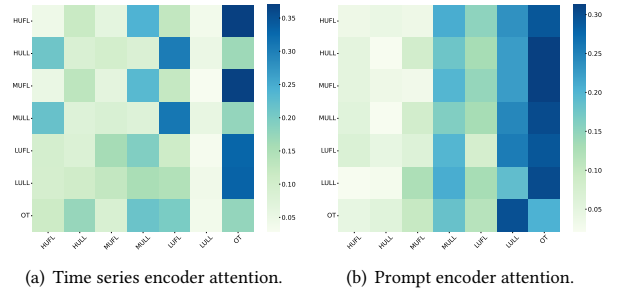 HUFL
HULL
MUFL
MULL
LUFL
LULL
OT
HUFL HULL MUFL MULL LUFL LULL OT
0.35
0.30
0.25
0.20
0.15
0.10
0.05
(a) Time series encoder attention.
HUFL
HULL
MUFL
MULL
LUFL
LULL
OT
HUFL HULL MUFL MULL LUFL LULL OT
0.30
0.25
0.20
0.15
0.10
0.05
(b) Prompt encoder attention.